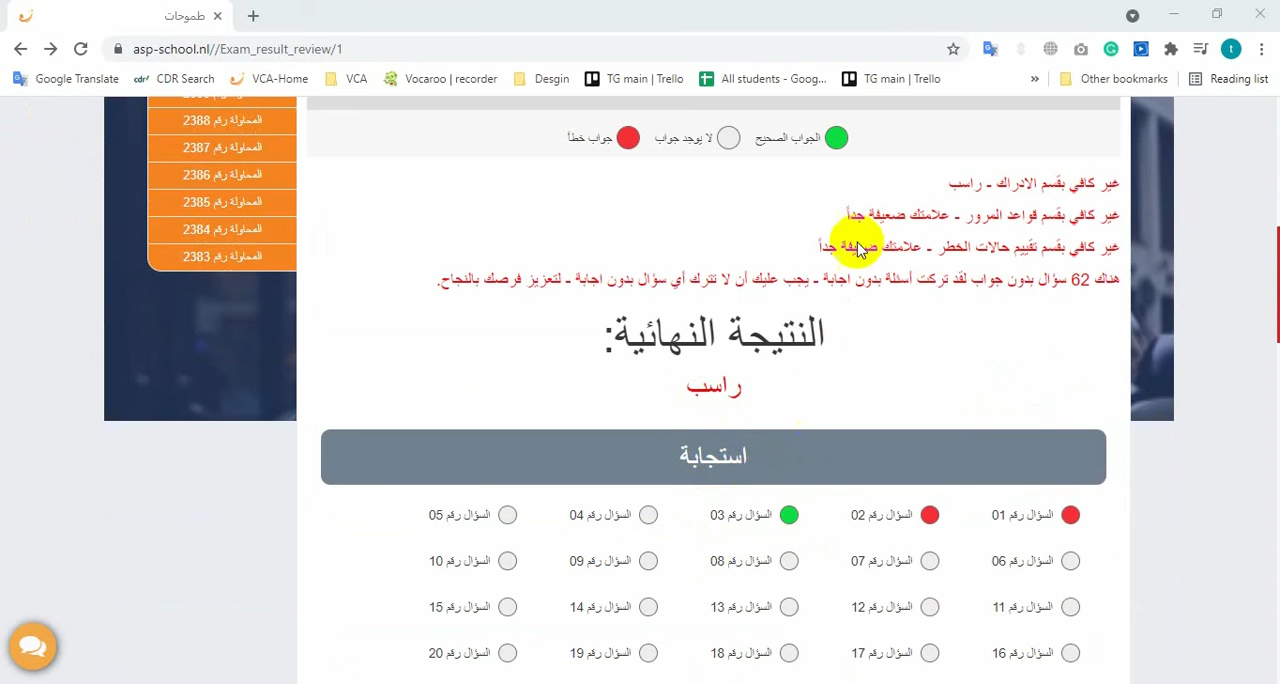 طموحات
asp-school.nl//Exam_result_review/1
Google Translate
cdr CDR Search
VCA-Home
VCA
Vocaroo | recorder
Desgin
TG main | Trello
All students - Goog...
TG main | Trello
»
Other bookmarks
Reading list
المحاولة رقم 2388
المحاولة رقم 2387
المحاولة رقم 2386
المحاولة رقم 2385
المحاولة رقم 2384
المحاولة رقم 2383
الجواب الصحيح
لا يوجد جواب
جواب خطأ
غير كافي بقسم الادراك - راسب
غير كافي بقسم قواعد المرور - علامتك ضعيفة جداً
غير كافي بقسم تقييم حالات الخطر - علامتك ضعيفة جداً
هناك 62 سؤال بدون جواب لقد تركت أسئلة بدون اجابة - يجب عليك أن لا تترك أي سؤال بدون اجابة - لتعزيز فرصك بالنجاح.
النتيجة النهائية:
راسب
استجابة
السؤال رقم 01
السؤال رقم 02
السؤال رقم 03
السؤال رقم 04
السؤال رقم 05
السؤال رقم 06
السؤال رقم 07
السؤال رقم 08
السؤال رقم 09
السؤال رقم 10
السؤال رقم 11
السؤال رقم 12
السؤال رقم 13
السؤال رقم 14
السؤال رقم 15
السؤال رقم 16
السؤال رقم 17
السؤال رقم 18
السؤال رقم 19
السؤال رقم 20